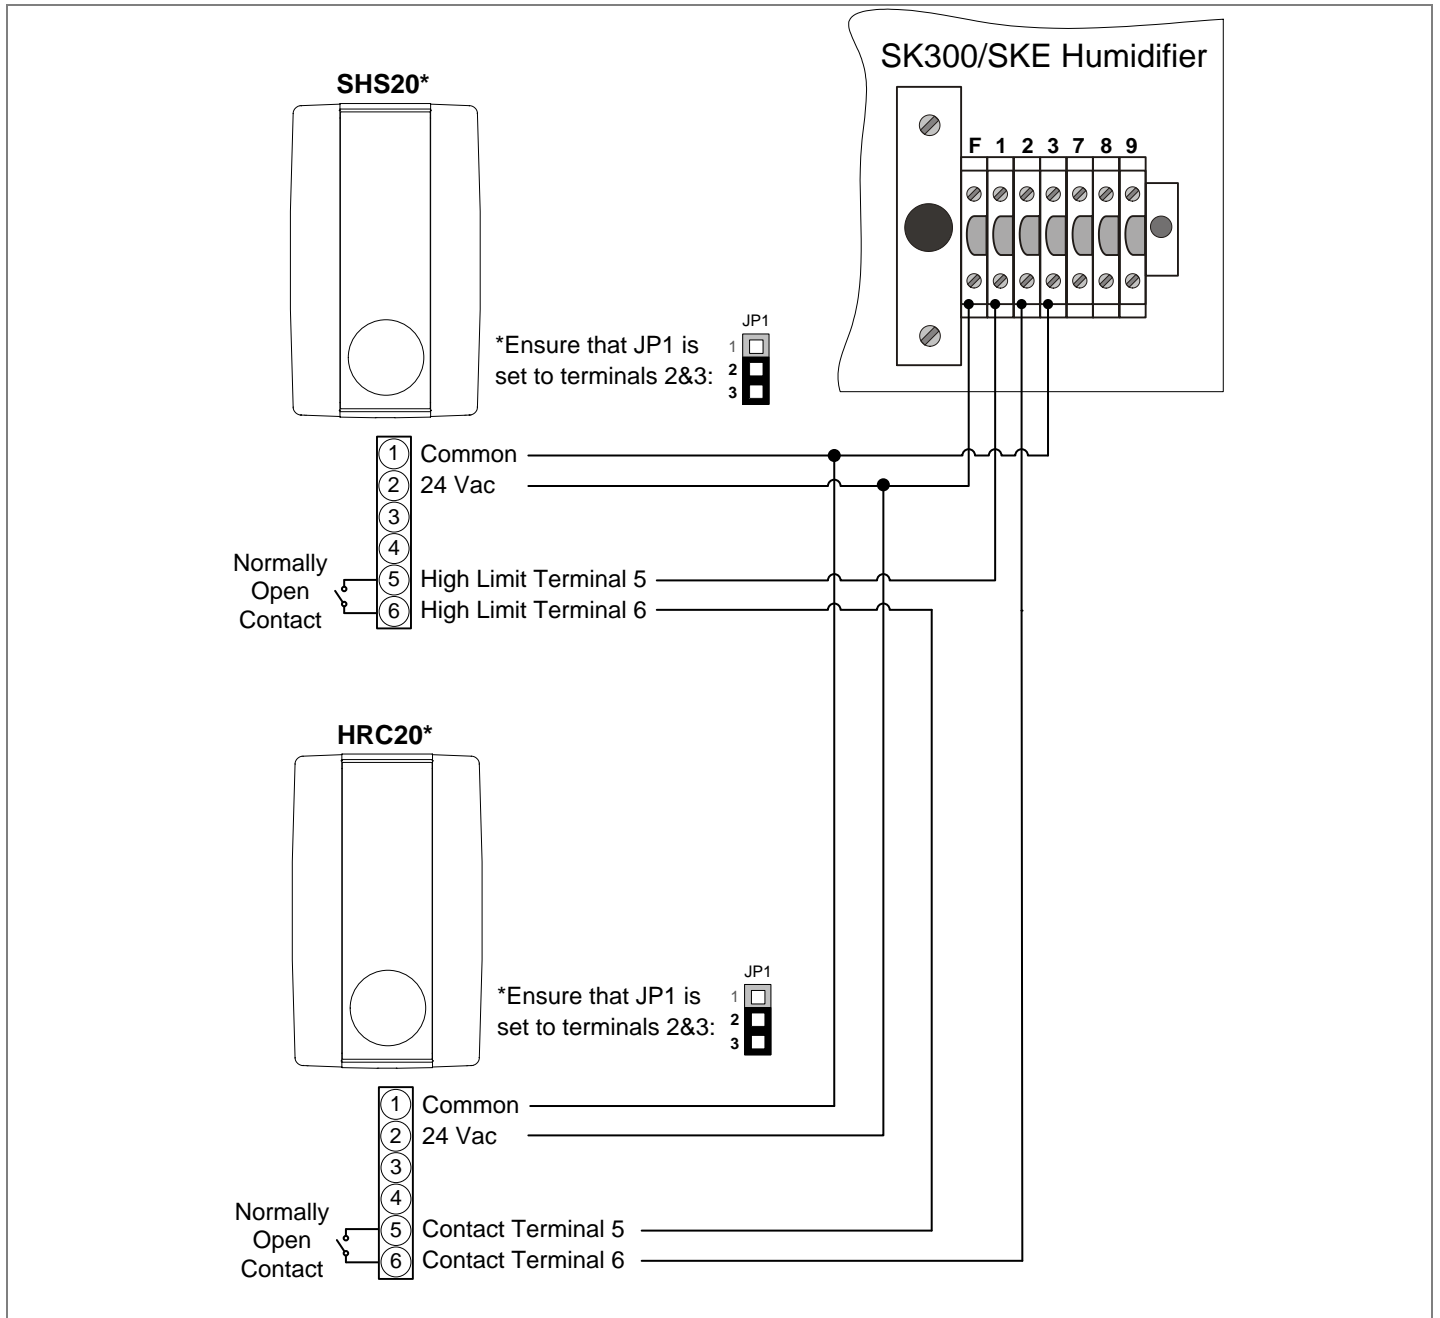 SK300/SKE Humidifier
F 1 2 3 7 8 9
SHS20*
JP1
*Ensure that JP1 is
set to terminals 2&3:
1
2
3
1 Common
2 24 Vac
3
4
5 High Limit Terminal 5
6 High Limit Terminal 6
Normally
Open
Contact
HRC20*
JP1
*Ensure that JP1 is
set to terminals 2&3:
1
2
3
1 Common
2 24 Vac
3
4
5 Contact Terminal 5
6 Contact Terminal 6
Normally
Open
Contact